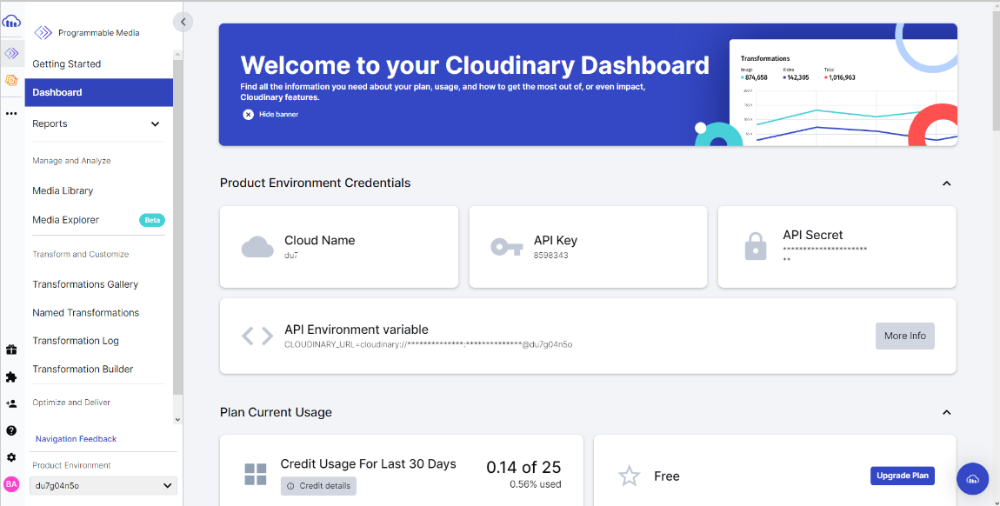 Programmable Media
Getting Started
Dashboard
Reports
Manage and Analyze
Media Library
Media Explorer Beta
Transform and Customize
Transformations Gallery
Named Transformations
Transformation Log
Transformation Builder
Optimize and Deliver
Navigation Feedback
Product Environment
du7g04n5o
BA
Welcome to your Cloudinary Dashboard
Find all the information you need about your plan, usage, and how to get the most out of, or even impact,
Cloudinary features.
Hide banner
Transformations
Image Video Total
874,658 142,305 1,016,963
200 K
150 K
100 K
50 K
Product Environment Credentials
Cloud Name
du7
API Key
8598343
API Secret
*********************
**
API Environment variable
CLOUDINARY_URL=cloudinary://**************:**************@du7g04n5o
More Info
Plan Current Usage
Credit Usage For Last 30 Days
Credit details
0.14 of 25
0.56% used
Free
Upgrade Plan